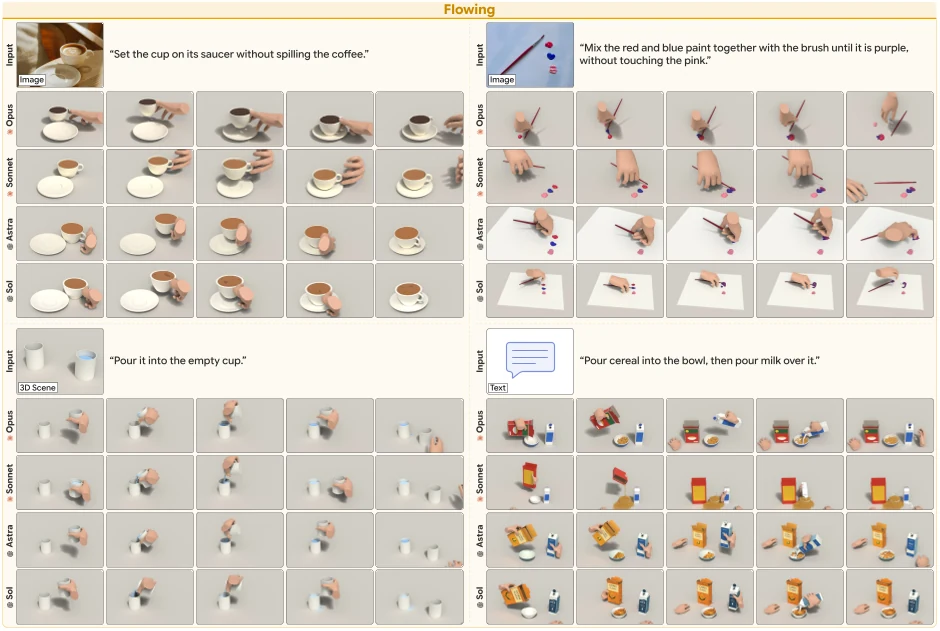 Flowing
Input
Image
“Set the cup on its saucer without spilling the coffee.”
Opus
Sonnet
Astra
Sol
Input
Image
“Mix the red and blue paint together with the brush until it is purple,
without touching the pink.”
Opus
Sonnet
Astra
Sol
Input
3D Scene
“Pour it into the empty cup.”
Opus
Sonnet
Astra
Sol
Input
Text
“Pour cereal into the bowl, then pour milk over it.”
Opus
Sonnet
Astra
Sol